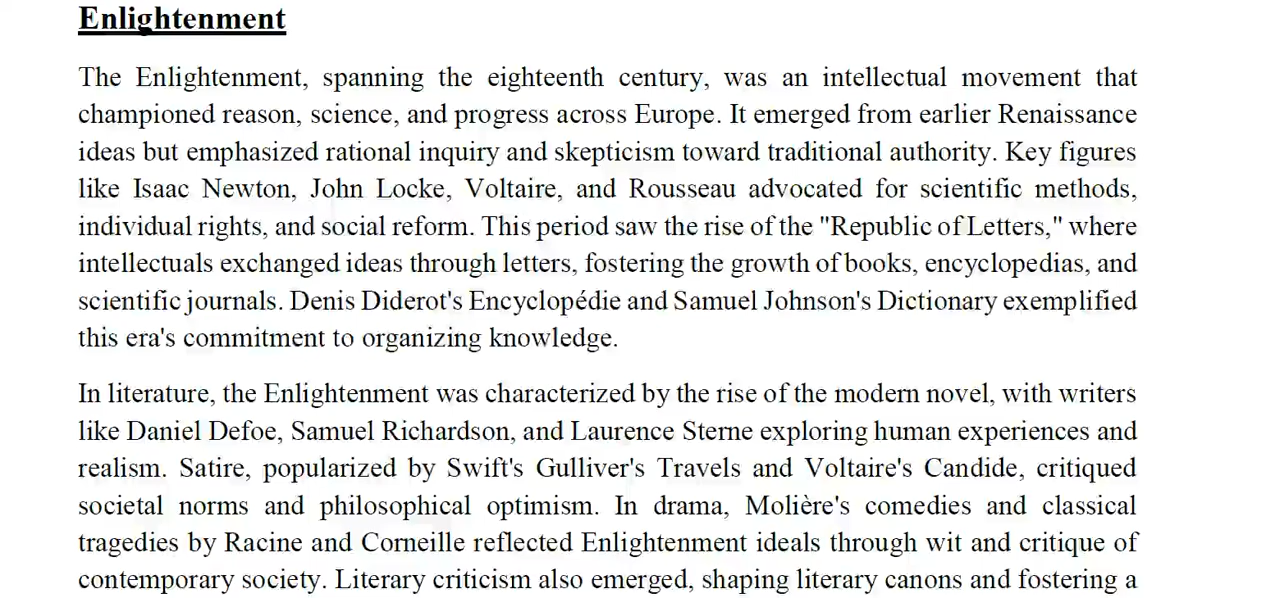 Enlightenment
The Enlightenment, spanning the eighteenth century, was an intellectual movement that
championed reason, science, and progress across Europe. It emerged from earlier Renaissance
ideas but emphasized rational inquiry and skepticism toward traditional authority. Key figures
like Isaac Newton, John Locke, Voltaire, and Rousseau advocated for scientific methods,
individual rights, and social reform. This period saw the rise of the "Republic of Letters," where
intellectuals exchanged ideas through letters, fostering the growth of books, encyclopedias, and
scientific journals. Denis Diderot's Encyclopédie and Samuel Johnson's Dictionary exemplified
this era's commitment to organizing knowledge.
In literature, the Enlightenment was characterized by the rise of the modern novel, with writers
like Daniel Defoe, Samuel Richardson, and Laurence Sterne exploring human experiences and
realism. Satire, popularized by Swift's Gulliver's Travels and Voltaire's Candide, critiqued
societal norms and philosophical optimism. In drama, Molière's comedies and classical
tragedies by Racine and Corneille reflected Enlightenment ideals through wit and critique of
contemporary society. Literary criticism also emerged, shaping literary canons and fostering a